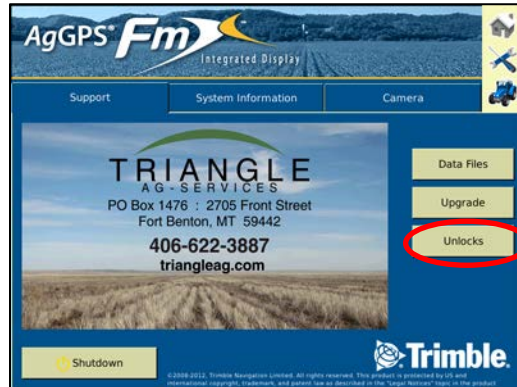 AgGPS® FmX
Integrated Display
Support
System Information
Camera
TRIANGLE
AG-SERVICES
PO Box 1476 : 2705 Front Street
Fort Benton, MT 59442
406-622-3887
triangleag.com
Data Files
Upgrade
Unlocks
Shutdown
Trimble.
©2008-2012, Trimble Navigation Limited. All rights reserved. This product is protected by US and
international copyright, trademark, and patent law as described in the "Legal Notices" topic in the product